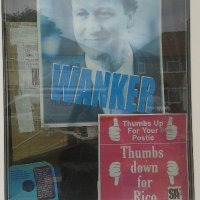 WANKER
Thumbs Up
For Your
Postie
Thumbs
down
for
Rico